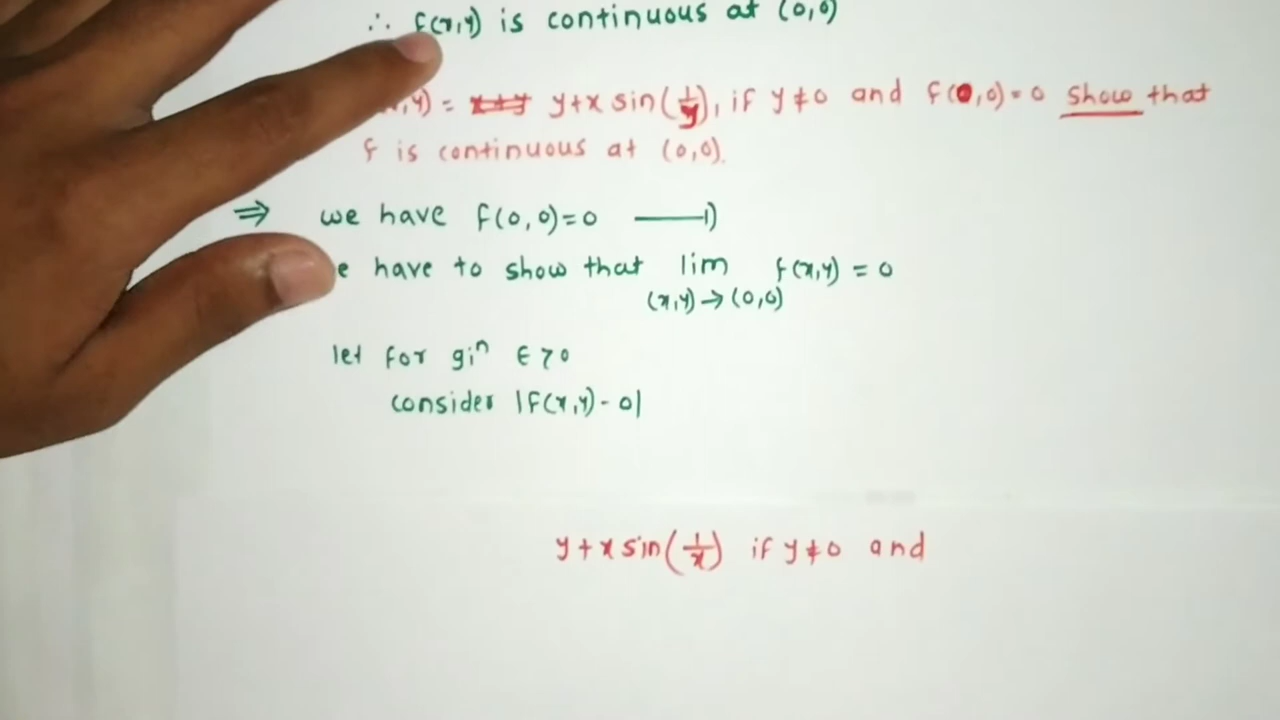 ∴ f(x,y) is continuous at (0,0)
,y) = x+y y+x sin(1/y), if y≠0 and f(0,0)=0 show that
f is continuous at (0,0).
⇒ we have f(0,0)=0 —— 1)
e have to show that lim f(x,y) = 0
(x,y)→(0,0)
let for giⁿ ε>0
consider |f(x,y)-0|
y+x sin(1/x) if y≠0 and